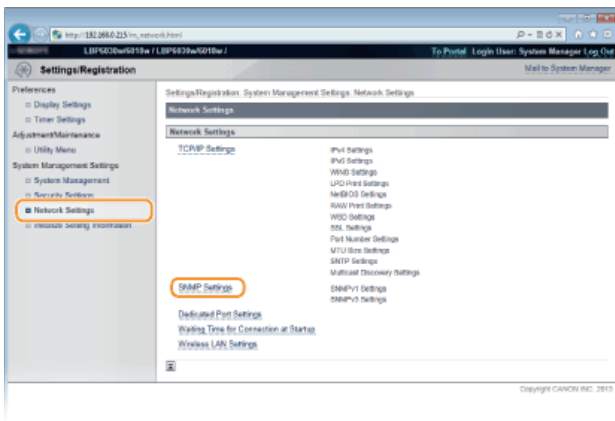 http://192.168.0.215/m_network.html
LBP6030w/6018w / LBP6030w/6018w /
To Portal Login User: System Manager Log Out
Settings/Registration
Mail to System Manager
Preferences
Display Settings
Timer Settings
Adjustment/Maintenance
Utility Menu
System Management Settings
System Management
Security Settings
Network Settings
Initialize Setting Information
Settings/Registration: System Management Settings: Network Settings
Network Settings
Network Settings
TCP/IP Settings
IPv4 Settings
IPv6 Settings
WINS Settings
LPD Print Settings
NetBIOS Settings
RAW Print Settings
WSD Settings
SSL Settings
Port Number Settings
MTU Size Settings
SNTP Settings
Multicast Discovery Settings
SNMP Settings
SNMPv1 Settings
SNMPv3 Settings
Dedicated Port Settings
Waiting Time for Connection at Startup
Wireless LAN Settings
Copyright CANON INC. 2013